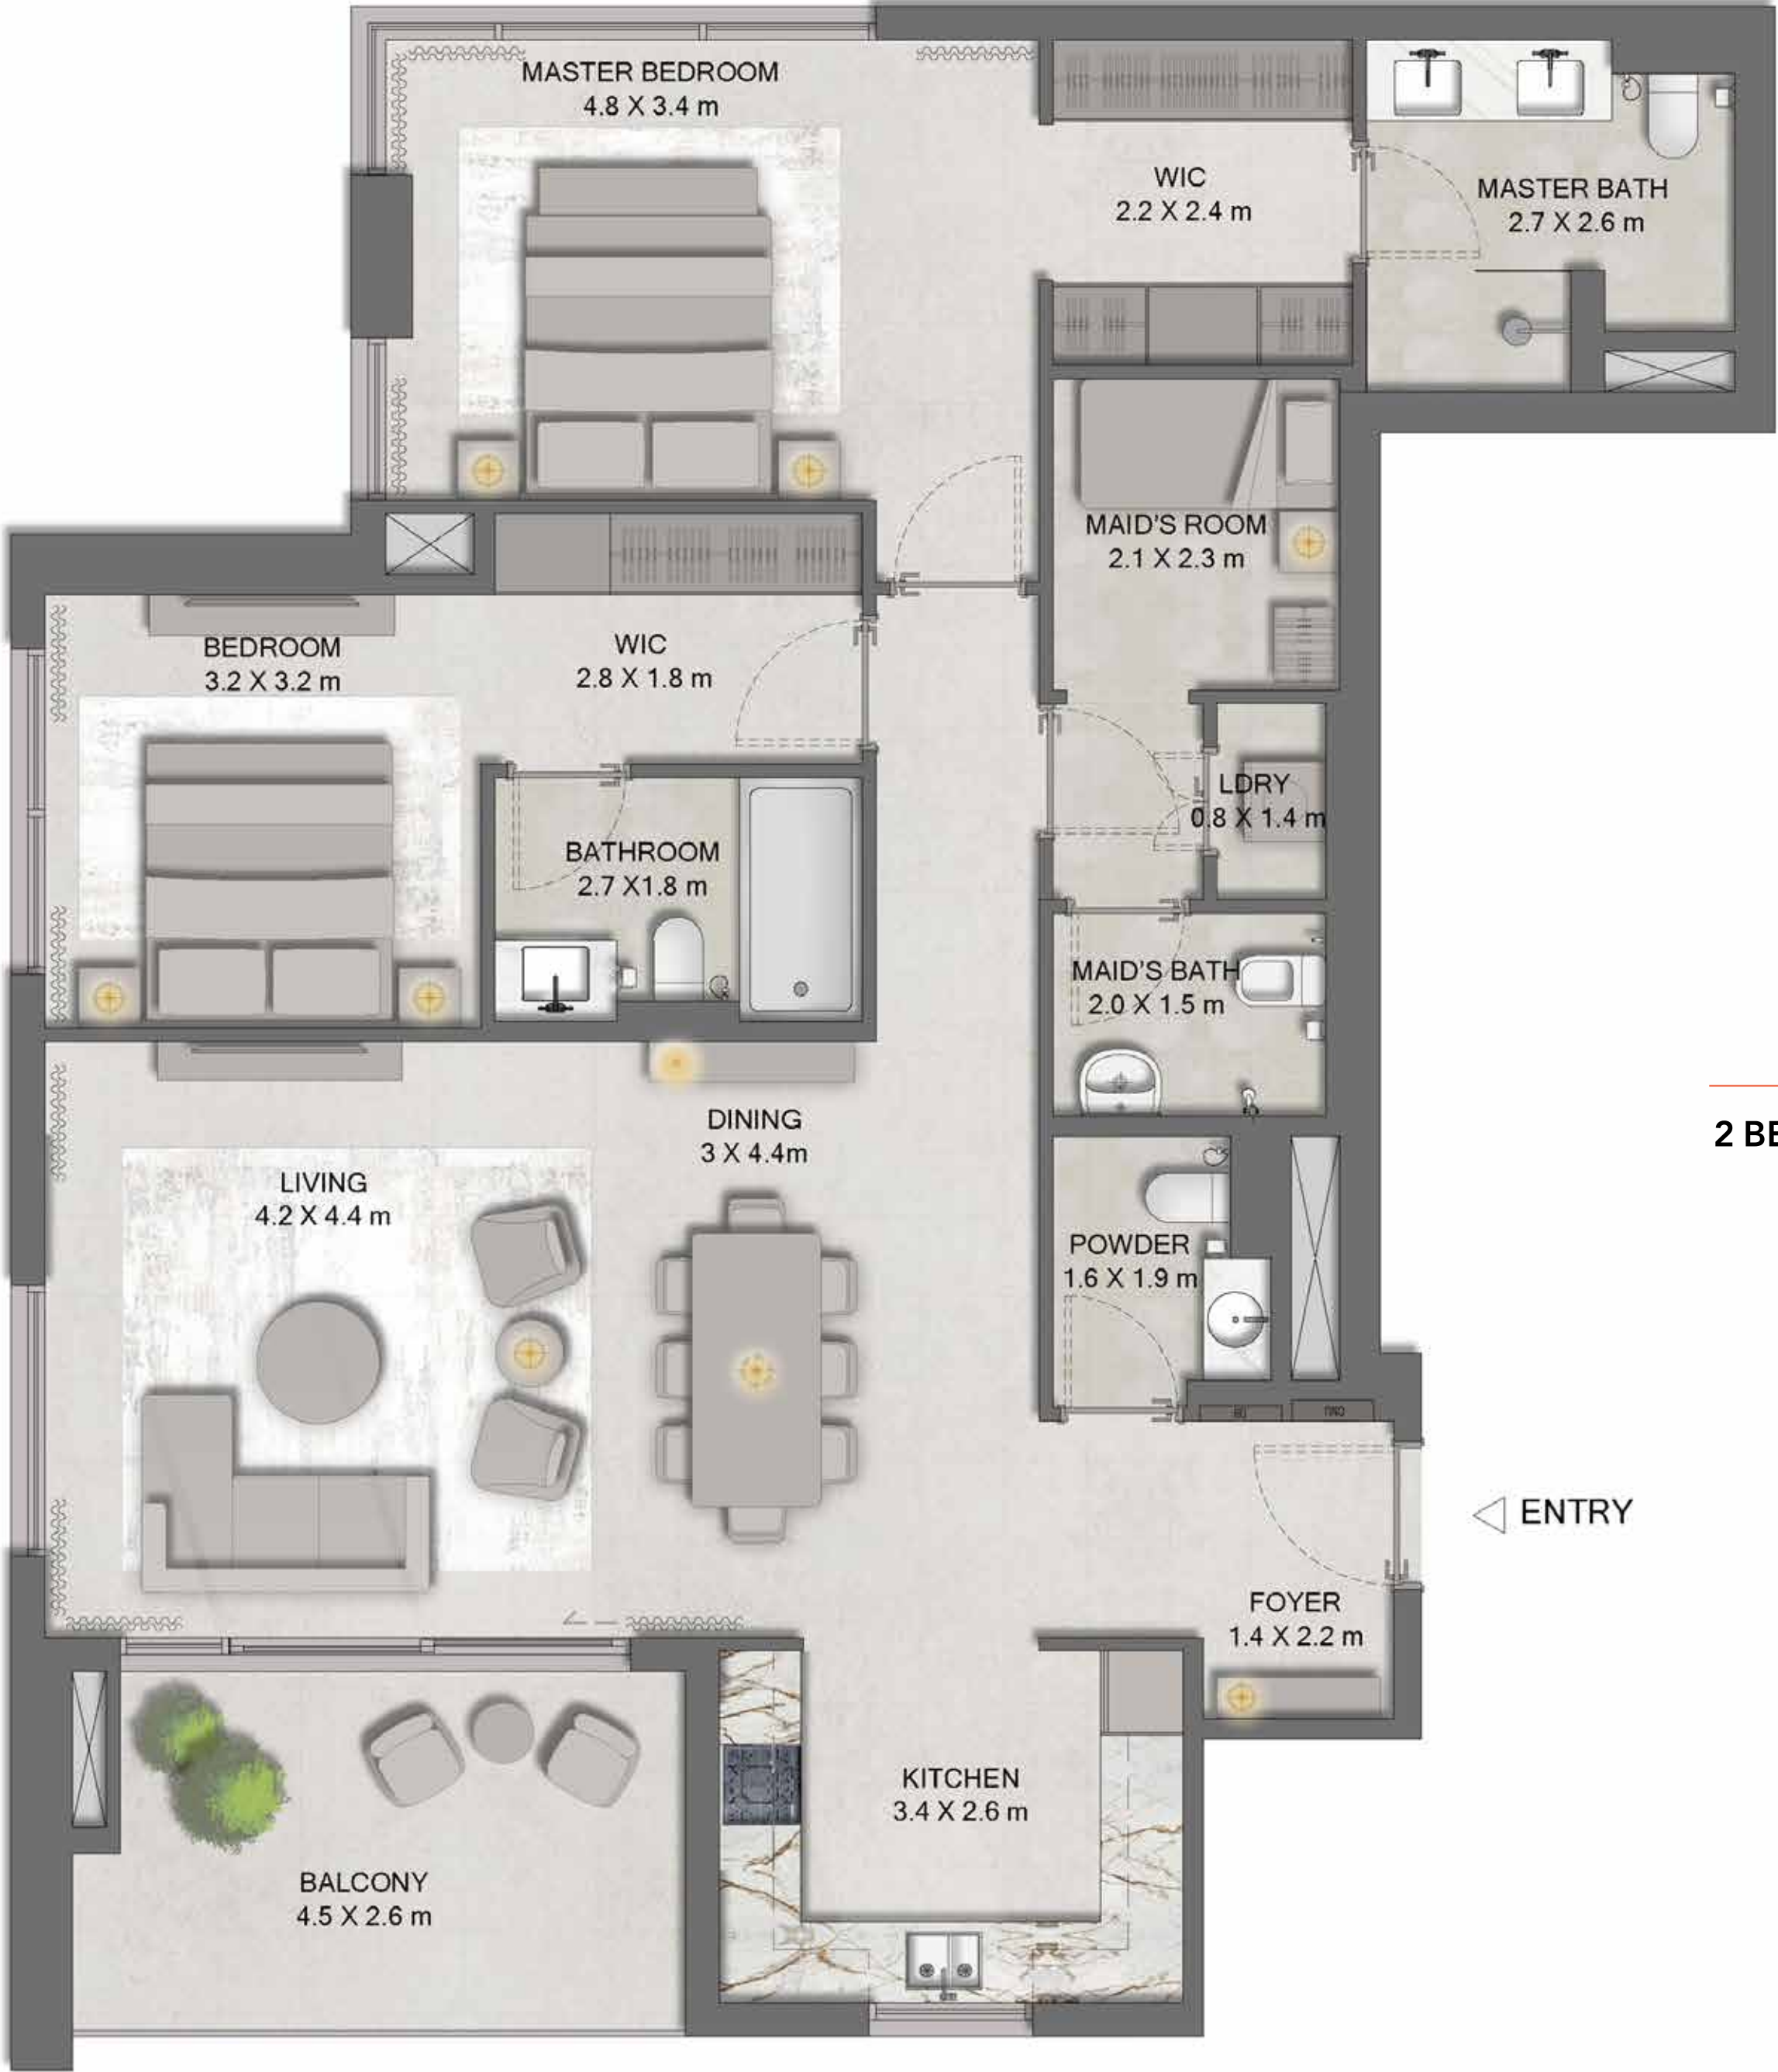 MASTER BEDROOM
4.8 X 3.4 m
WIC
2.2 X 2.4 m
MASTER BATH
2.7 X 2.6 m
MAID'S ROOM
2.1 X 2.3 m
BEDROOM
3.2 X 3.2 m
WIC
2.8 X 1.8 m
LDRY
0.8 X 1.4 m
BATHROOM
2.7 X1.8 m
MAID'S BATH
2.0 X 1.5 m
DINING
3 X 4.4m
2 BE
LIVING
4.2 X 4.4 m
POWDER
1.6 X 1.9 m
ENTRY
FOYER
1.4 X 2.2 m
KITCHEN
3.4 X 2.6 m
BALCONY
4.5 X 2.6 m